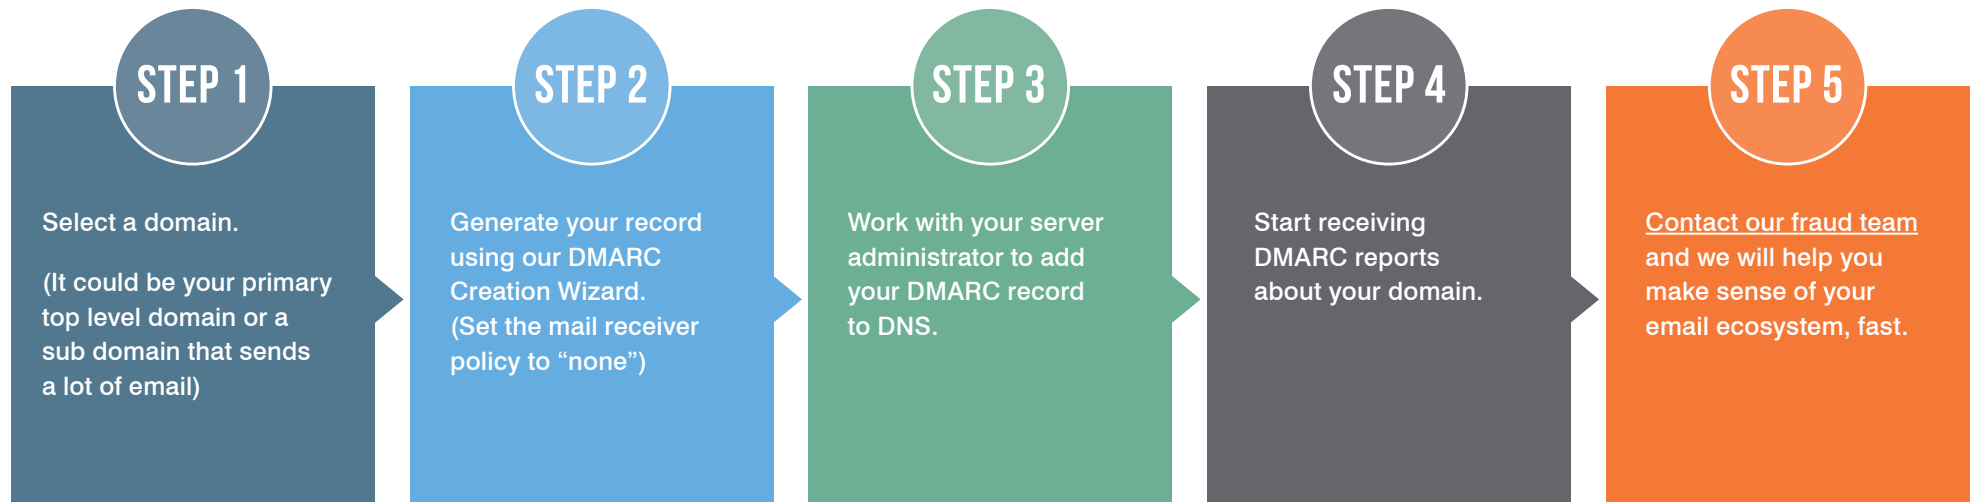 STEP 1
Select a domain.
(It could be your primary
top level domain or a
sub domain that sends
a lot of email)
STEP 2
Generate your record
using our DMARC
Creation Wizard.
(Set the mail receiver
policy to “none”)
STEP 3
Work with your server
administrator to add
your DMARC record
to DNS.
STEP 4
Start receiving
DMARC reports
about your domain.
STEP 5
Contact our fraud team
and we will help you
make sense of your
email ecosystem, fast.